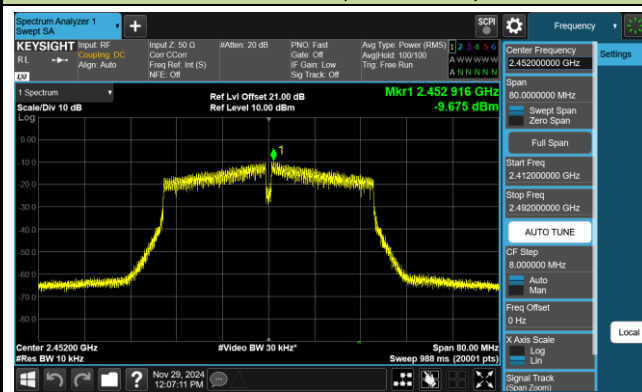 Spectrum Analyzer 1
Swept SA
SCPI
Frequency
KEYSIGHT
RL
Input: RF
Coupling: DC
Align: Auto
Input Z: 50 Ω
Corr CCorr
Freq Ref: Int (S)
NFE: Off
#Atten: 20 dB
PNO: Fast
Gate: Off
IF Gain: Low
Sig Track: Off
Avg Type: Power (RMS)
Avg|Hold: 100/100
Trig: Free Run
1 2 3 4 5 6
A W W W W W
A N N N N N
Center Frequency
2.452000000 GHz
Settings
1 Spectrum
Scale/Div 10 dB
Ref Lvl Offset 21.00 dB
Ref Level 10.00 dBm
Mkr1 2.452 916 GHz
-9.675 dBm
Log
1
0.00
-10.0
-20.0
-30.0
-40.0
-50.0
-60.0
-70.0
-80.0
Span
80.0000000 MHz
Swept Span
Zero Span
Full Span
Start Freq
2.412000000 GHz
Stop Freq
2.492000000 GHz
AUTO TUNE
CF Step
8.000000 MHz
Auto
Man
Freq Offset
0 Hz
X Axis Scale
Log
Lin
Local
Signal Track
(Span Zoom)
Center 2.45200 GHz
#Res BW 10 kHz
#Video BW 30 kHz*
Span 80.00 MHz
Sweep 988 ms (20001 pts)
?
Nov 29, 2024
12:07:11 PM